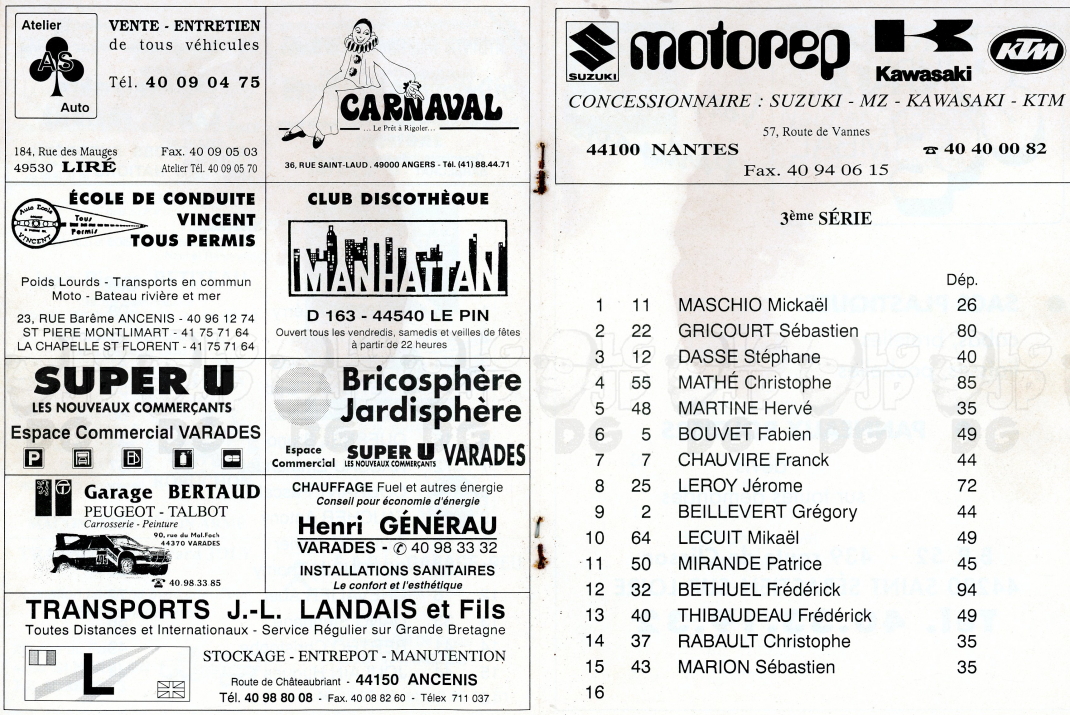 Atelier
AS
Auto
VENTE - ENTRETIEN
de tous véhicules
Tél. 40 09 04 75
184, Rue des Mauges
49530 LIRÉ
Fax. 40 09 05 03
Atelier Tél. 40 09 05 70
CARNAVAL
... Le Prêt à Rigoler...
36, RUE SAINT-LAUD . 49000 ANGERS - Tél. (41) 88.44.71
Auto Ecole
VINCENT
Tous
Permis
ÉCOLE DE CONDUITE
VINCENT
TOUS PERMIS
Poids Lourds - Transports en commun
Moto - Bateau rivière et mer
23, RUE Barême ANCENIS - 40 96 12 74
ST PIERE MONTLIMART - 41 75 71 64
LA CHAPELLE ST FLORENT - 41 75 71 64
CLUB DISCOTHÈQUE
MANHATTAN
D 163 - 44540 LE PIN
Ouvert tous les vendredis, samedis et veilles de fêtes
à partir de 22 heures
SUPER U
LES NOUVEAUX COMMERÇANTS
Espace Commercial VARADES
P
Bricosphère
Jardisphère
Espace
Commercial
SUPER U
LES NOUVEAUX COMMERÇANTS
VARADES
Garage BERTAUD
PEUGEOT - TALBOT
Carrosserie - Peinture
90, rue du Mal.Foch
44370 VARADES
☎ 40.98.33 85
CHAUFFAGE Fuel et autres énergie
Conseil pour économie d'énergie
Henri GÉNÉRAU
VARADES - ✆ 40 98 33 32
INSTALLATIONS SANITAIRES
Le confort et l'esthétique
TRANSPORTS J.-L. LANDAIS et Fils
Toutes Distances et Internationaux - Service Régulier sur Grande Bretagne
L
STOCKAGE - ENTREPOT - MANUTENTION
Route de Châteaubriant - 44150 ANCENIS
Tél. 40 98 80 08 - Fax. 40 08 82 60 - Télex 711 037
SUZUKI
motorep
Kawasaki
KTM
CONCESSIONNAIRE : SUZUKI - MZ - KAWASAKI - KTM
57, Route de Vannes
44100 NANTES ☎ 40 40 00 82
Fax. 40 94 06 15
3ème SÉRIE
Dép.
1 11 MASCHIO Mickaël 26
2 22 GRICOURT Sébastien 80
3 12 DASSE Stéphane 40
4 55 MATHÉ Christophe 85
5 48 MARTINE Hervé 35
6 5 BOUVET Fabien 49
7 7 CHAUVIRE Franck 44
8 25 LEROY Jérome 72
9 2 BEILLEVERT Grégory 44
10 64 LECUIT Mikaël 49
11 50 MIRANDE Patrice 45
12 32 BETHUEL Frédérick 94
13 40 THIBAUDEAU Frédérick 49
14 37 RABAULT Christophe 35
15 43 MARION Sébastien 35
16